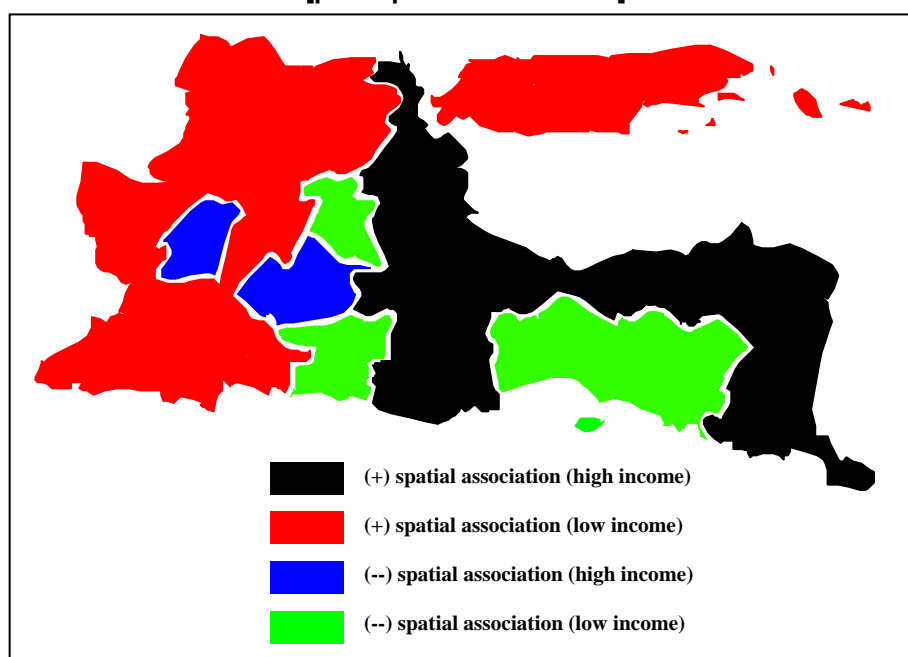 (+) spatial association (high income)
(+) spatial association (low income)
(--) spatial association (high income)
(--) spatial association (low income)